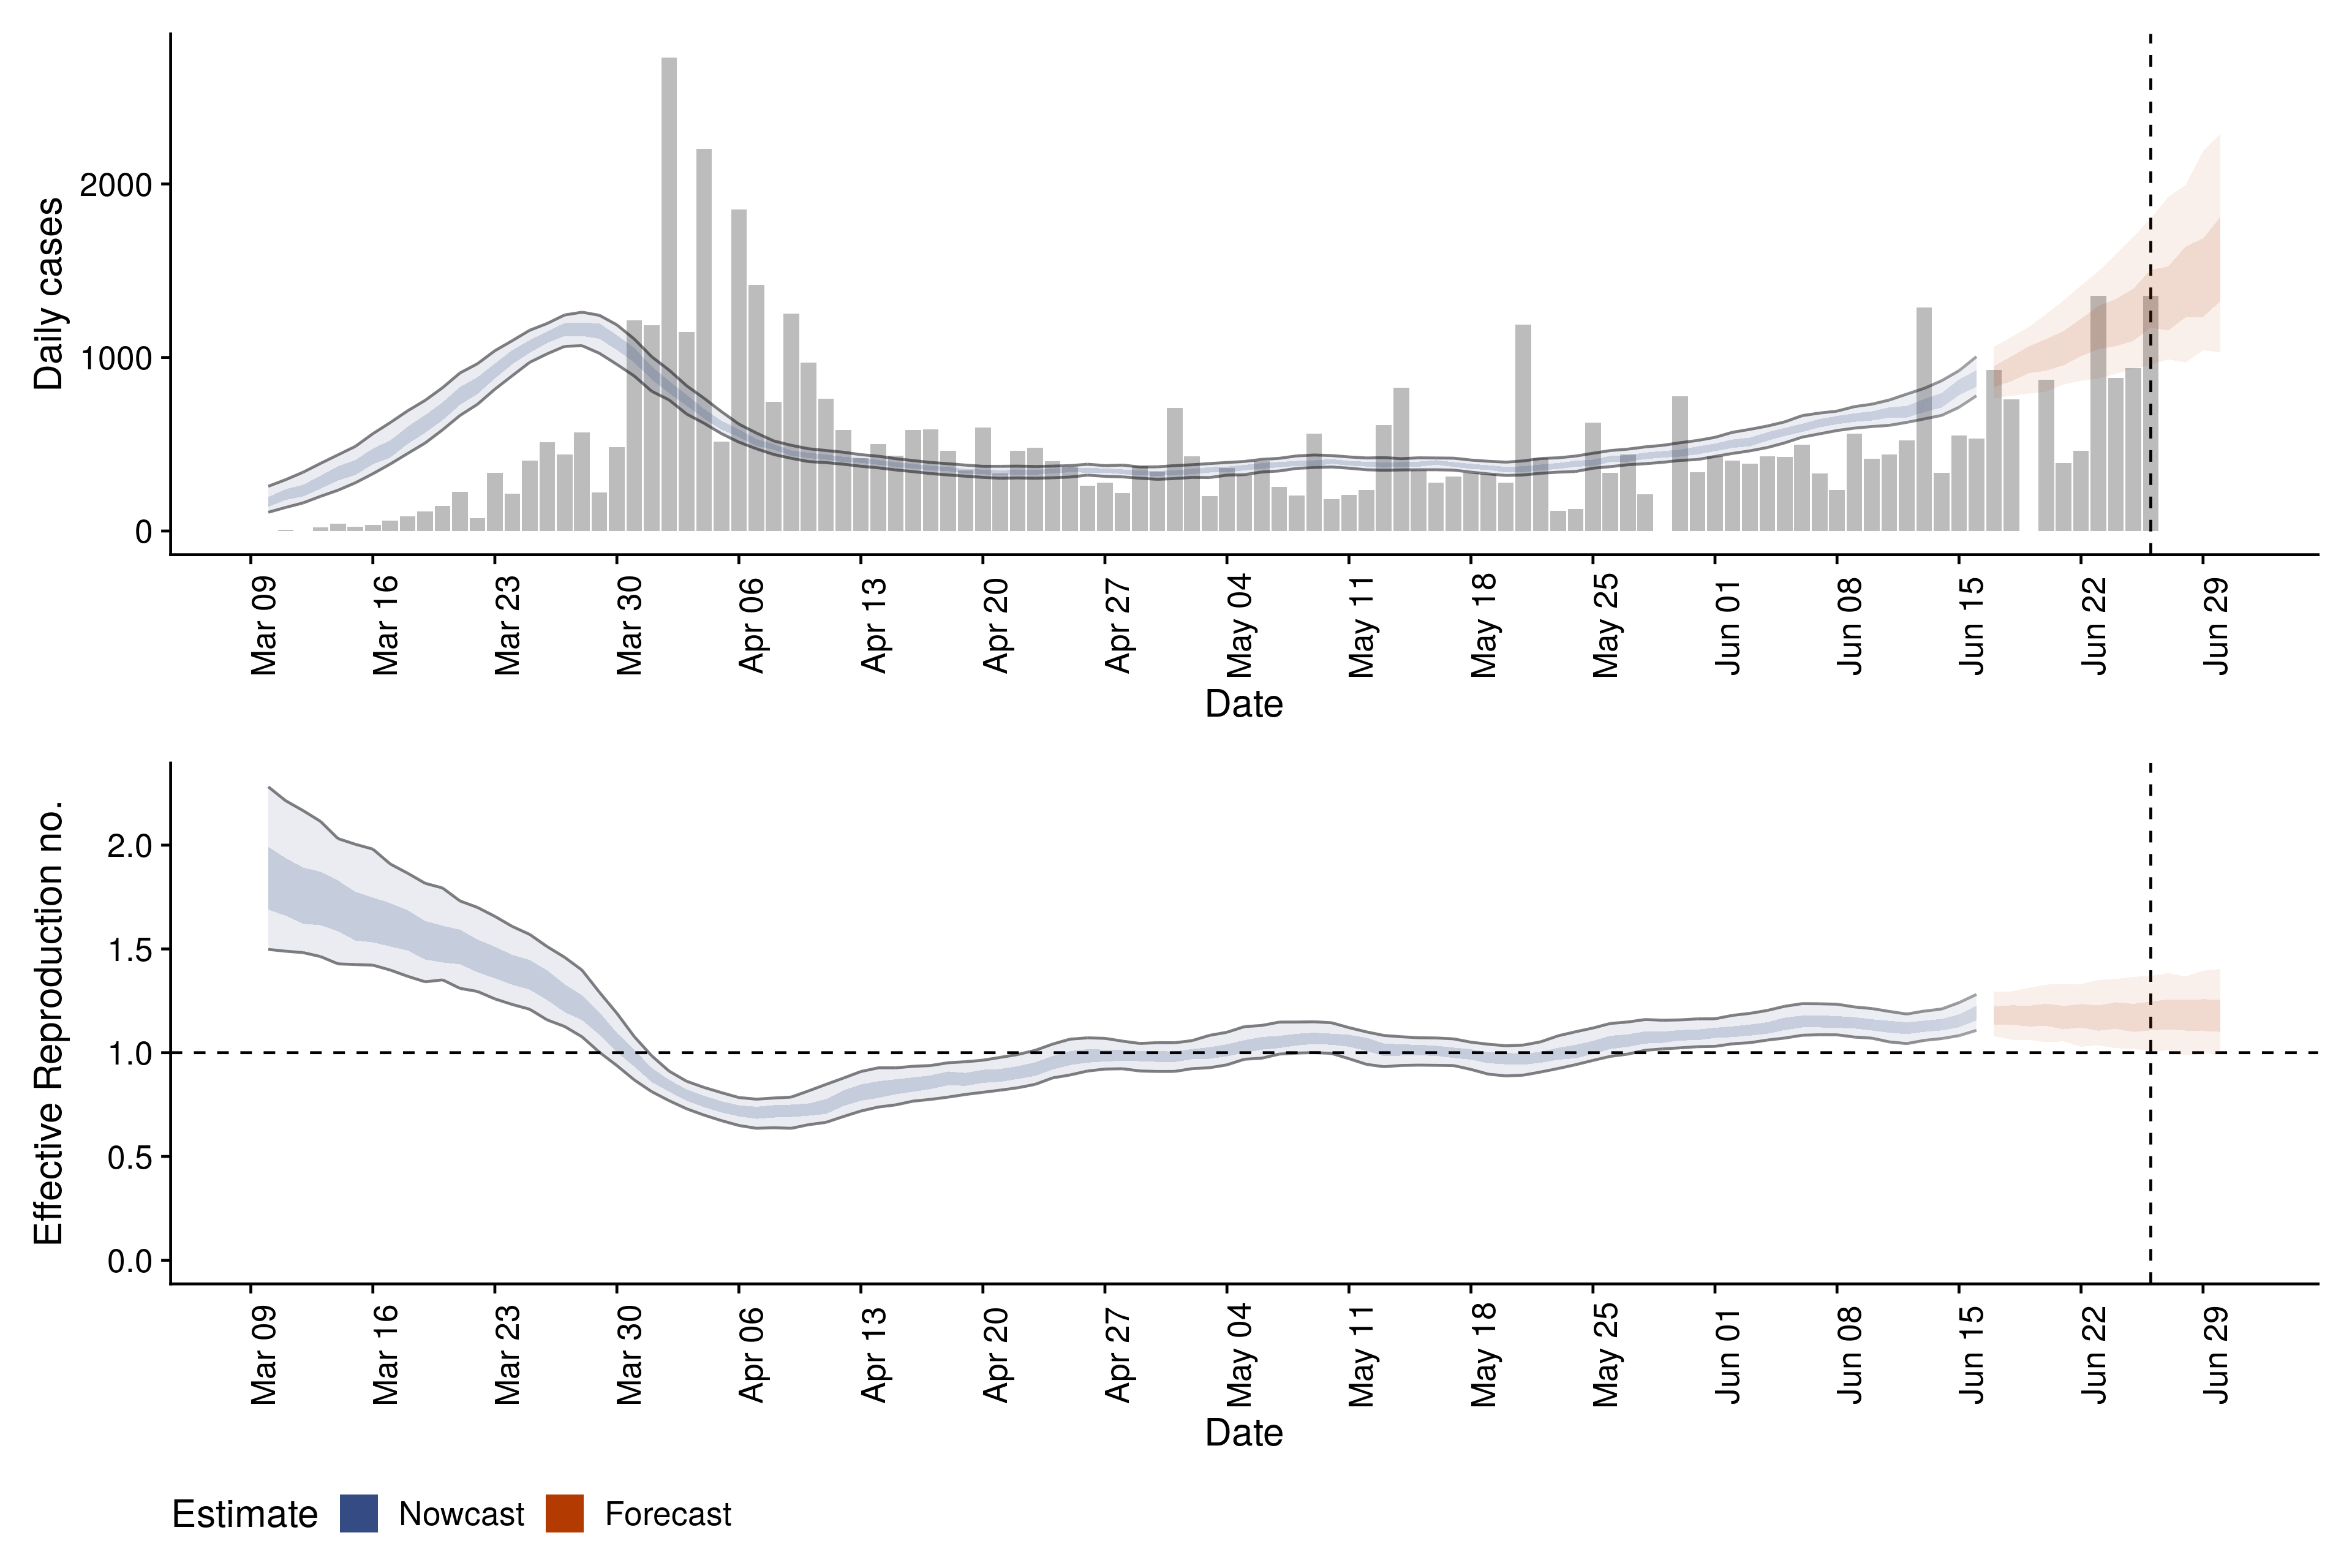 Daily cases
2000
1000
0
Mar 09
Mar 16
Mar 23
Mar 30
Apr 06
Apr 13
Apr 20
Apr 27
May 04
May 11
May 18
May 25
Jun 01
Jun 08
Jun 15
Jun 22
Jun 29
Date
Effective Reproduction no.
2.0
1.5
1.0
0.5
0.0
Mar 09
Mar 16
Mar 23
Mar 30
Apr 06
Apr 13
Apr 20
Apr 27
May 04
May 11
May 18
May 25
Jun 01
Jun 08
Jun 15
Jun 22
Jun 29
Date
Estimate Nowcast Forecast